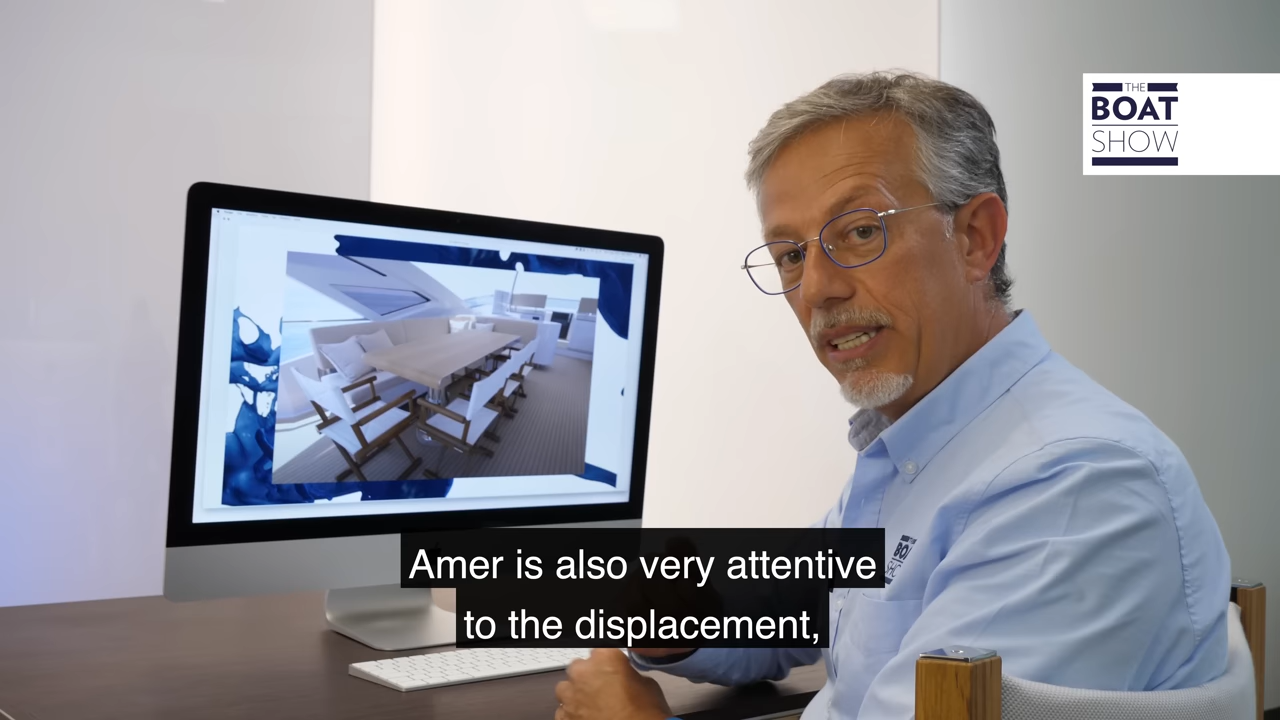 THE
BOAT
SHOW
Amer is also very attentive
to the displacement,